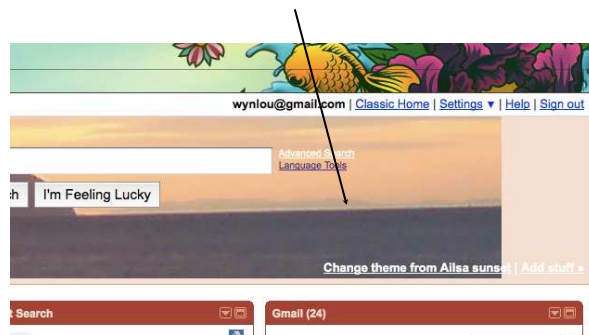 wynlou@gmail.com | Classic Home | Settings ▼ | Help | Sign out
Advanced Search
Language Tools
I'm Feeling Lucky
Change theme from Ailsa sunset | Add stuff »
Search
Gmail (24)